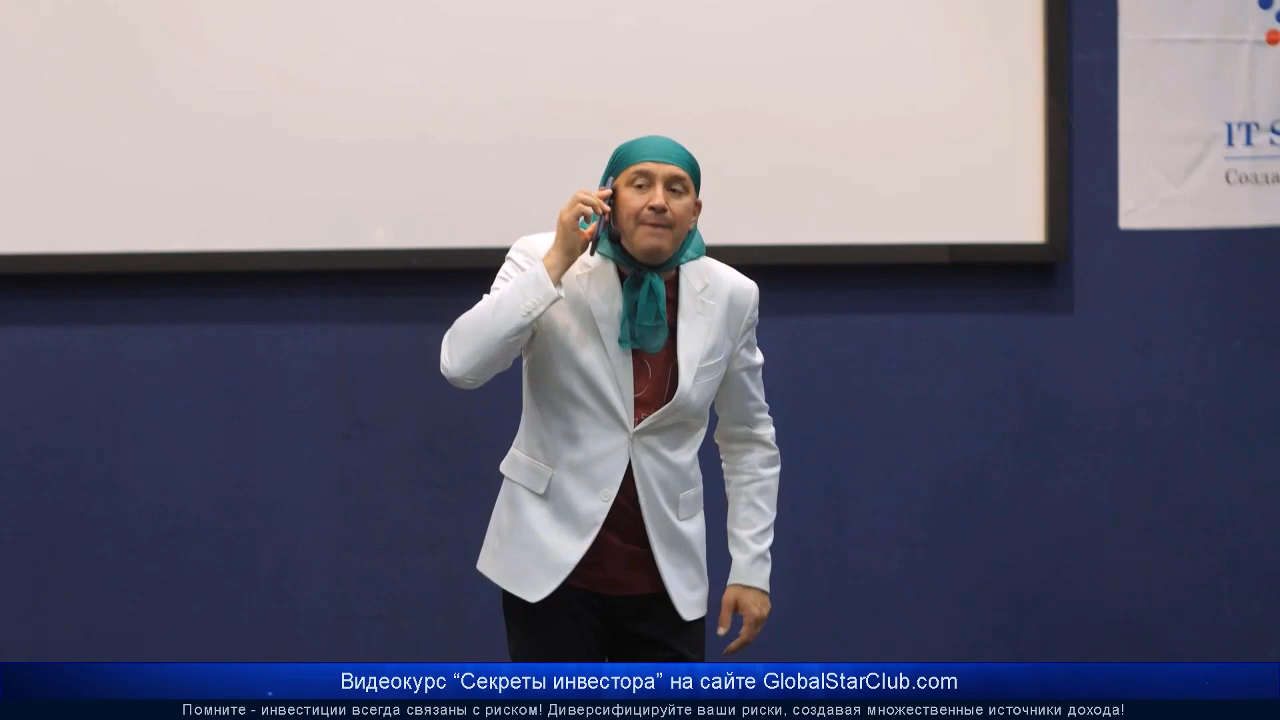 IT
Видеокурс “Секреты инвестора” на сайте GlobalStarClub.com
Помните - инвестиции всегда связаны с риском! Диверсифицируйте ваши риски, создавая множественные источники дохода!